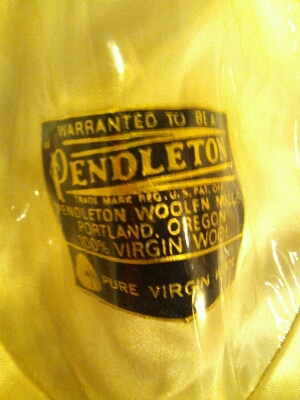 WARRANTED TO BE A
"PENDLETON
TRADE MARK REG. U.S. PAT. OFF
PENDLETON WOOLEN MILLS
PORTLAND, OREGON
100% VIRGIN WOOL
PURE VIRGIN